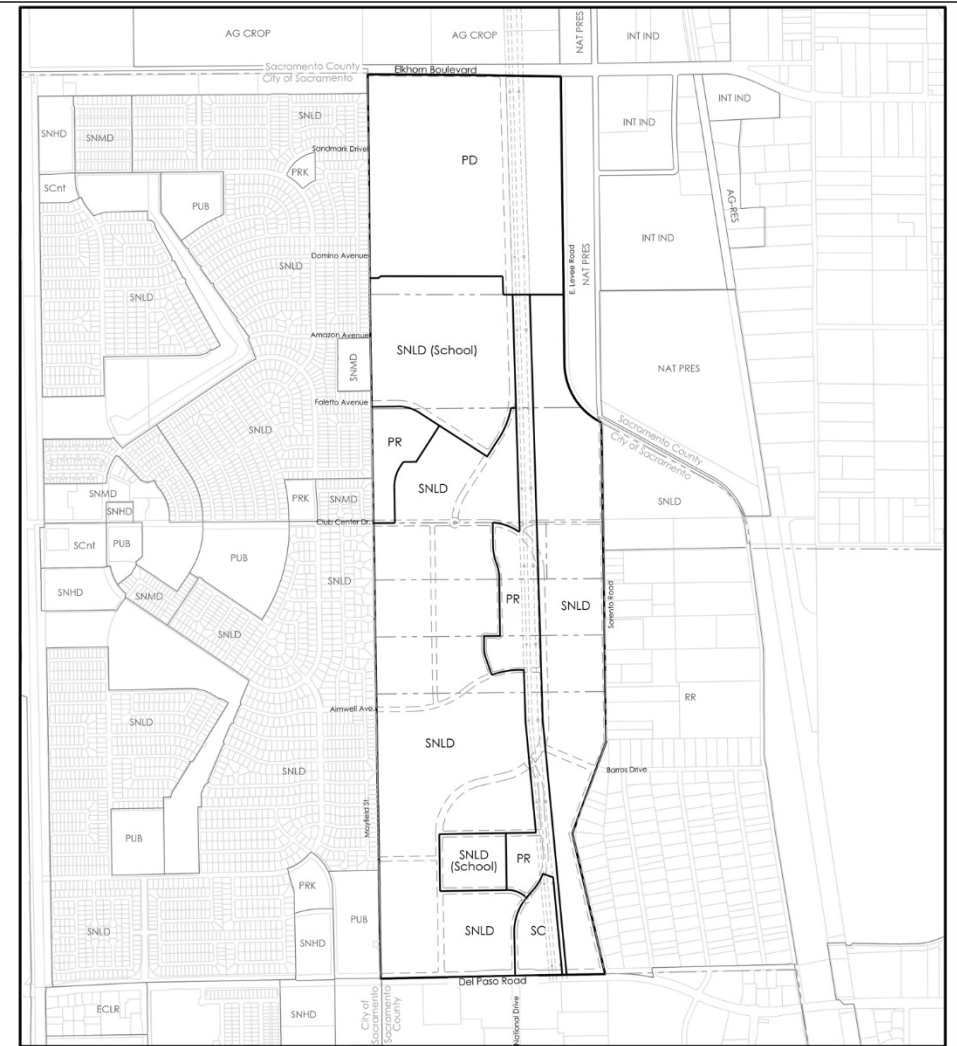 AG CROP
AG CROP
NAT PRES
INT IND
Sacramento County
City of Sacramento
Elkhorn Boulevard
SNHD
SNMD
SNLD
INT IND
INT IND
Sandmark Drive
PRK
PD
SCnt
PUB
AG-RES
INT IND
Domino Avenue
SNLD
E. Levee Road
NAT PRES
SNLD
Amazon Avenue
SNLD (School)
SNMD
NAT PRES
Faletto Avenue
SNLD
PR
Sacramento County
City of Sacramento
SNLD
SNMD
PRK
SNMD
SNLD
SNHD
Club Center Dr.
SCnt
PUB
PUB
SNHD
SNMD
SNLD
PR
SNLD
Sorento Road
SNLD
RR
Aimwell Ave.
SNLD
SNLD
SNLD
Barros Drive
Mayfield St.
PUB
SNLD
(School)
PR
PRK
PUB
SNLD
SNHD
SNLD
SC
Del Paso Road
ECLR
SNHD
City of
Sacramento
Sacramento
County
National Drive